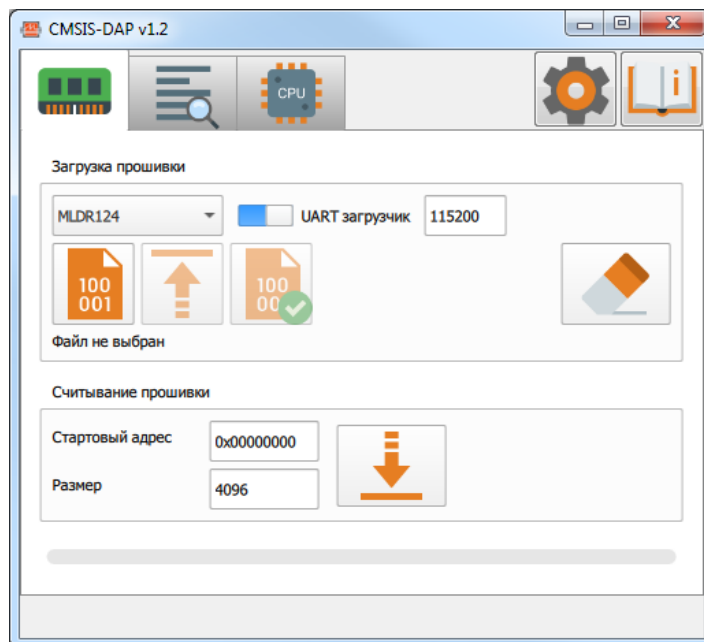 CMSIS-DAP v1.2
CPU
i
Загрузка прошивки
MLDR124 UART загрузчик 115200
100
001
100
Файл не выбран
Считывание прошивки
Стартовый адрес 0x00000000
Размер 4096